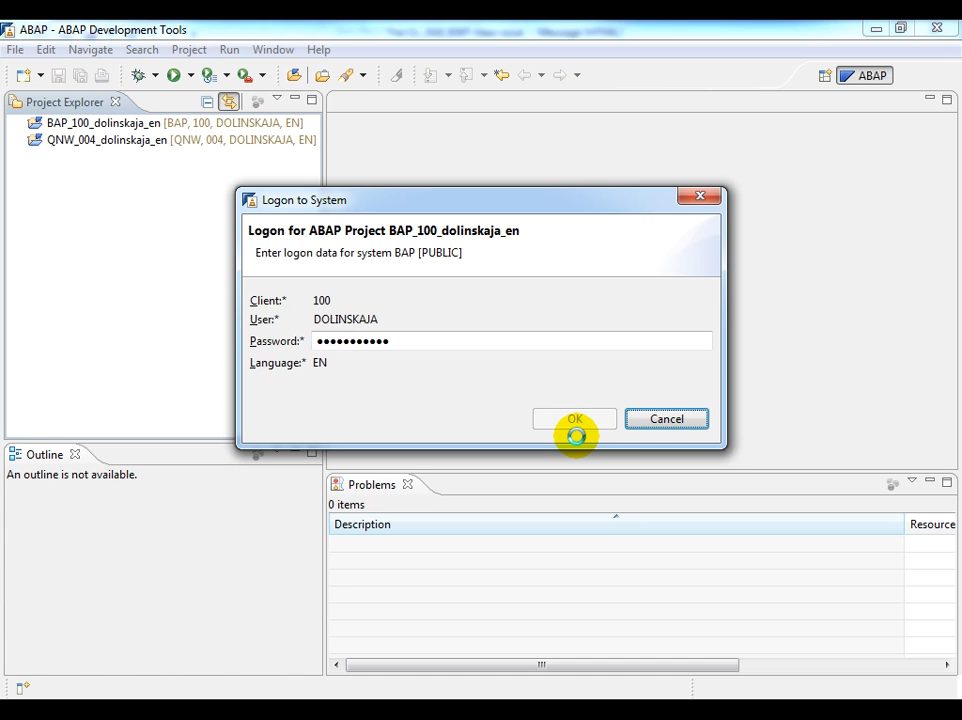 ABAP - ABAP Development Tools
File Edit Navigate Search Project Run Window Help
ABAP
Project Explorer
BAP_100_dolinskaja_en [BAP, 100, DOLINSKAJA, EN]
QNW_004_dolinskaja_en [QNW, 004, DOLINSKAJA, EN]
Logon to System
Logon for ABAP Project BAP_100_dolinskaja_en
Enter logon data for system BAP [PUBLIC]
Client:* 100
User:* DOLINSKAJA
Password:* ●●●●●●●●●●●
Language:* EN
OK Cancel
Outline
An outline is not available.
Problems
0 items
Description Resource